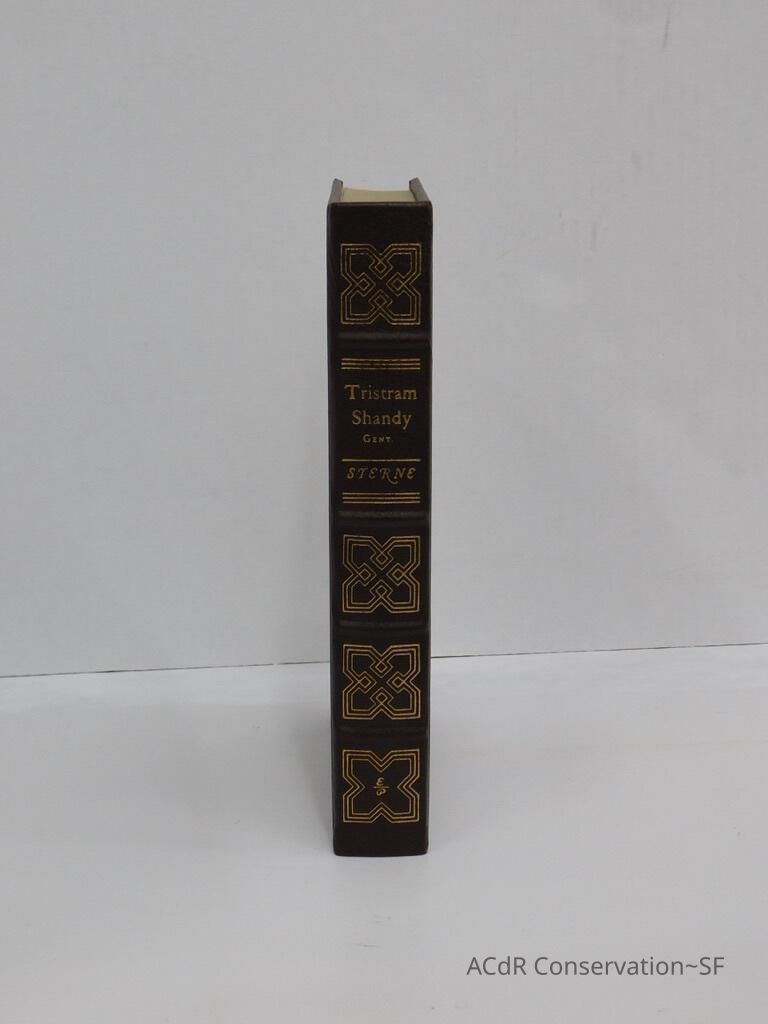 Tristram
Shandy
GENT.
STERNE
E
P
ACdR Conservation~SF